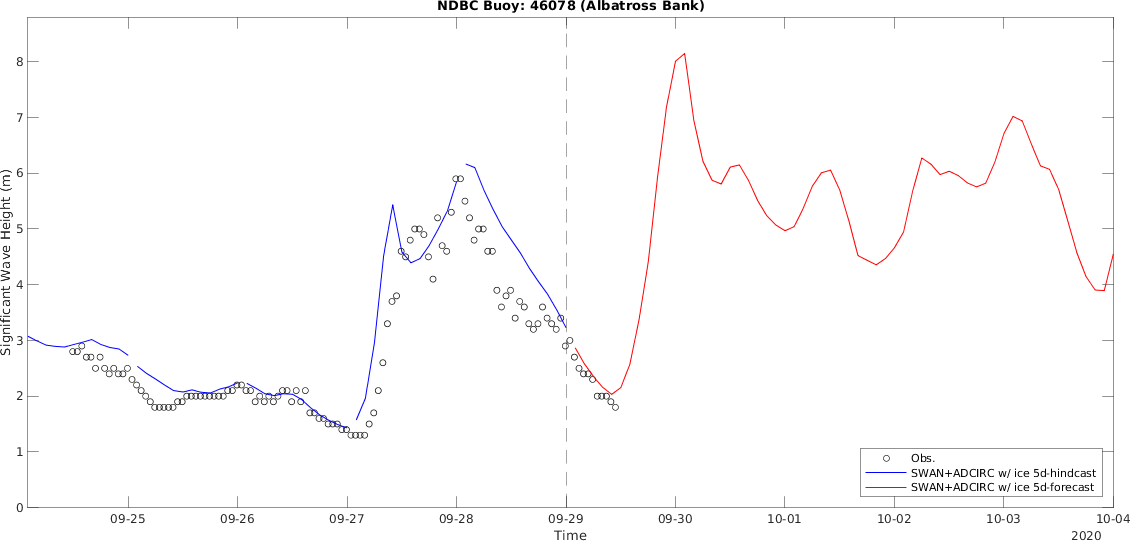 NDBC Buoy: 46078 (Albatross Bank)
Significant Wave Height (m)
8
7
6
5
4
3
2
1
0
Obs.
SWAN+ADCIRC w/ ice 5d-hindcast
SWAN+ADCIRC w/ ice 5d-forecast
09-25 09-26 09-27 09-28 09-29 09-30 10-01 10-02 10-03 10-04
Time
2020